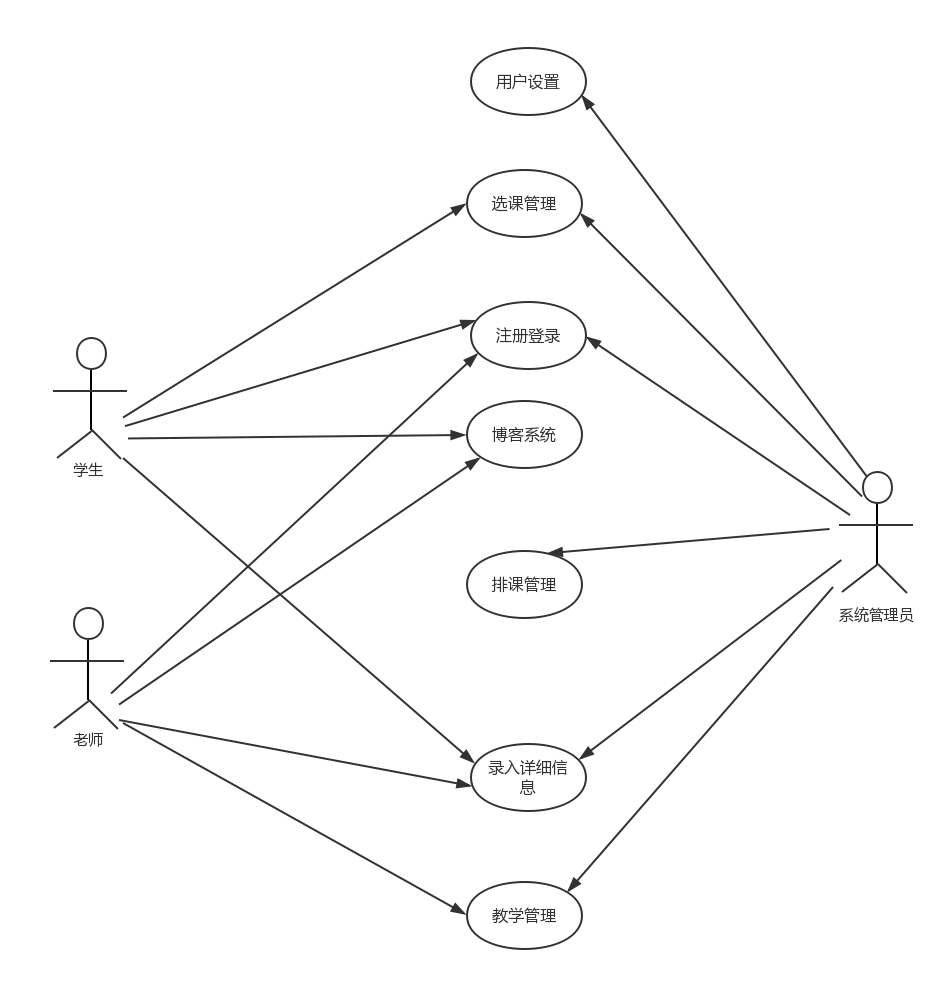 用户设置
选课管理
注册登录
博客系统
学生
排课管理
系统管理员
老师
录入详细信
息
教学管理